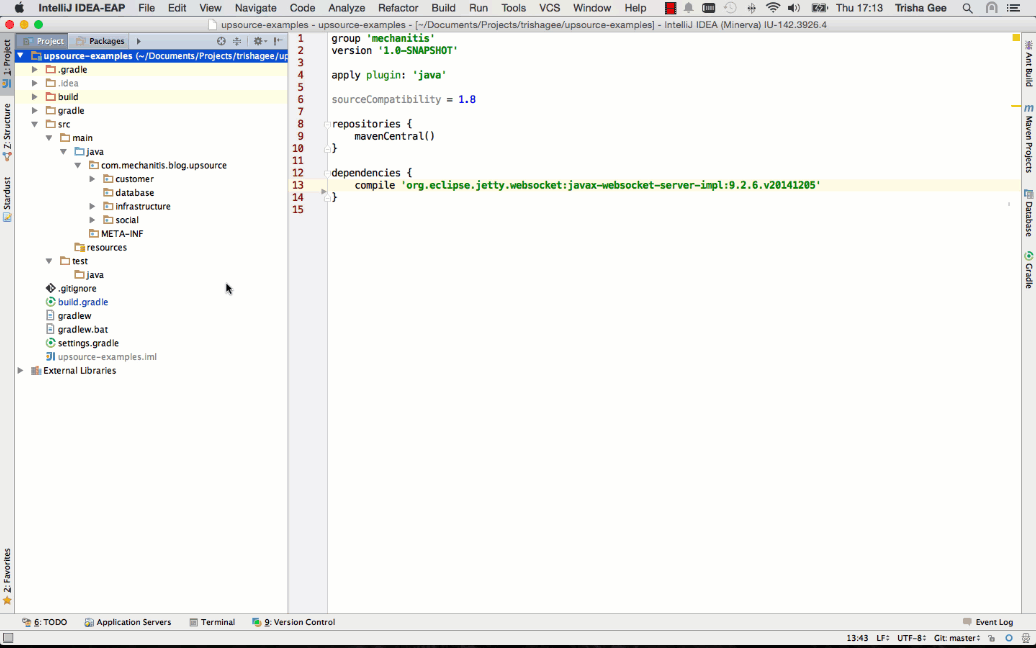 IntelliJ IDEA-EAP File Edit View Navigate Code Analyze Refactor Build Run Tools VCS Window Help Thu 17:13 Trisha Gee
upsource-examples - upsource-examples - [~/Documents/Projects/trishagee/upsource-examples] - IntelliJ IDEA (Minerva) IU-142.3926.4
Project Packages
upsource-examples (~/Documents/Projects/trishagee/up
.gradle
.idea
build
gradle
src
main
java
com.mechanitis.blog.upsource
customer
database
infrastructure
social
META-INF
resources
test
java
.gitignore
build.gradle
gradlew
gradlew.bat
settings.gradle
upsource-examples.iml
External Libraries
1: Project
Z: Structure
Stardust
2: Favorites
1 group 'mechanitis'
2 version '1.0-SNAPSHOT'
3
4 apply plugin: 'java'
5
6 sourceCompatibility = 1.8
7
8 repositories {
9 mavenCentral()
10 }
11
12 dependencies {
13 compile 'org.eclipse.jetty.websocket:javax-websocket-server-impl:9.2.6.v20141205'
14 }
15
Ant Build
Maven Projects
Database
Gradle
6: TODO Application Servers Terminal 9: Version Control Event Log
13:43 LF UTF-8 Git: master